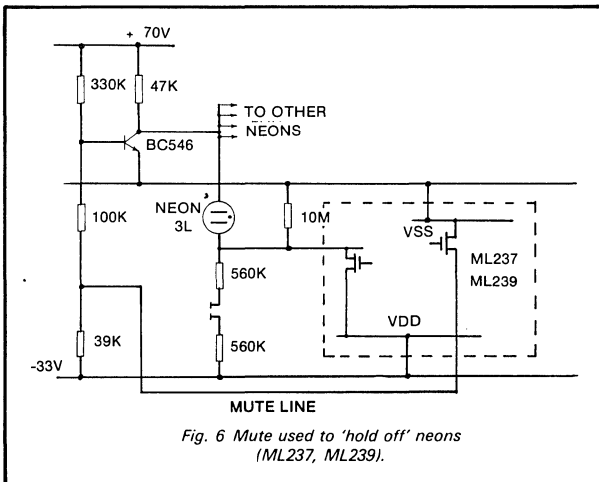 + 70V
330K
47K
TO OTHER
NEONS
BC546
100K
NEON
3L
10M
VSS
ML237
ML239
560K
VDD
39K
560K
-33V
MUTE LINE
Fig. 6 Mute used to 'hold off' neons
(ML237, ML239).